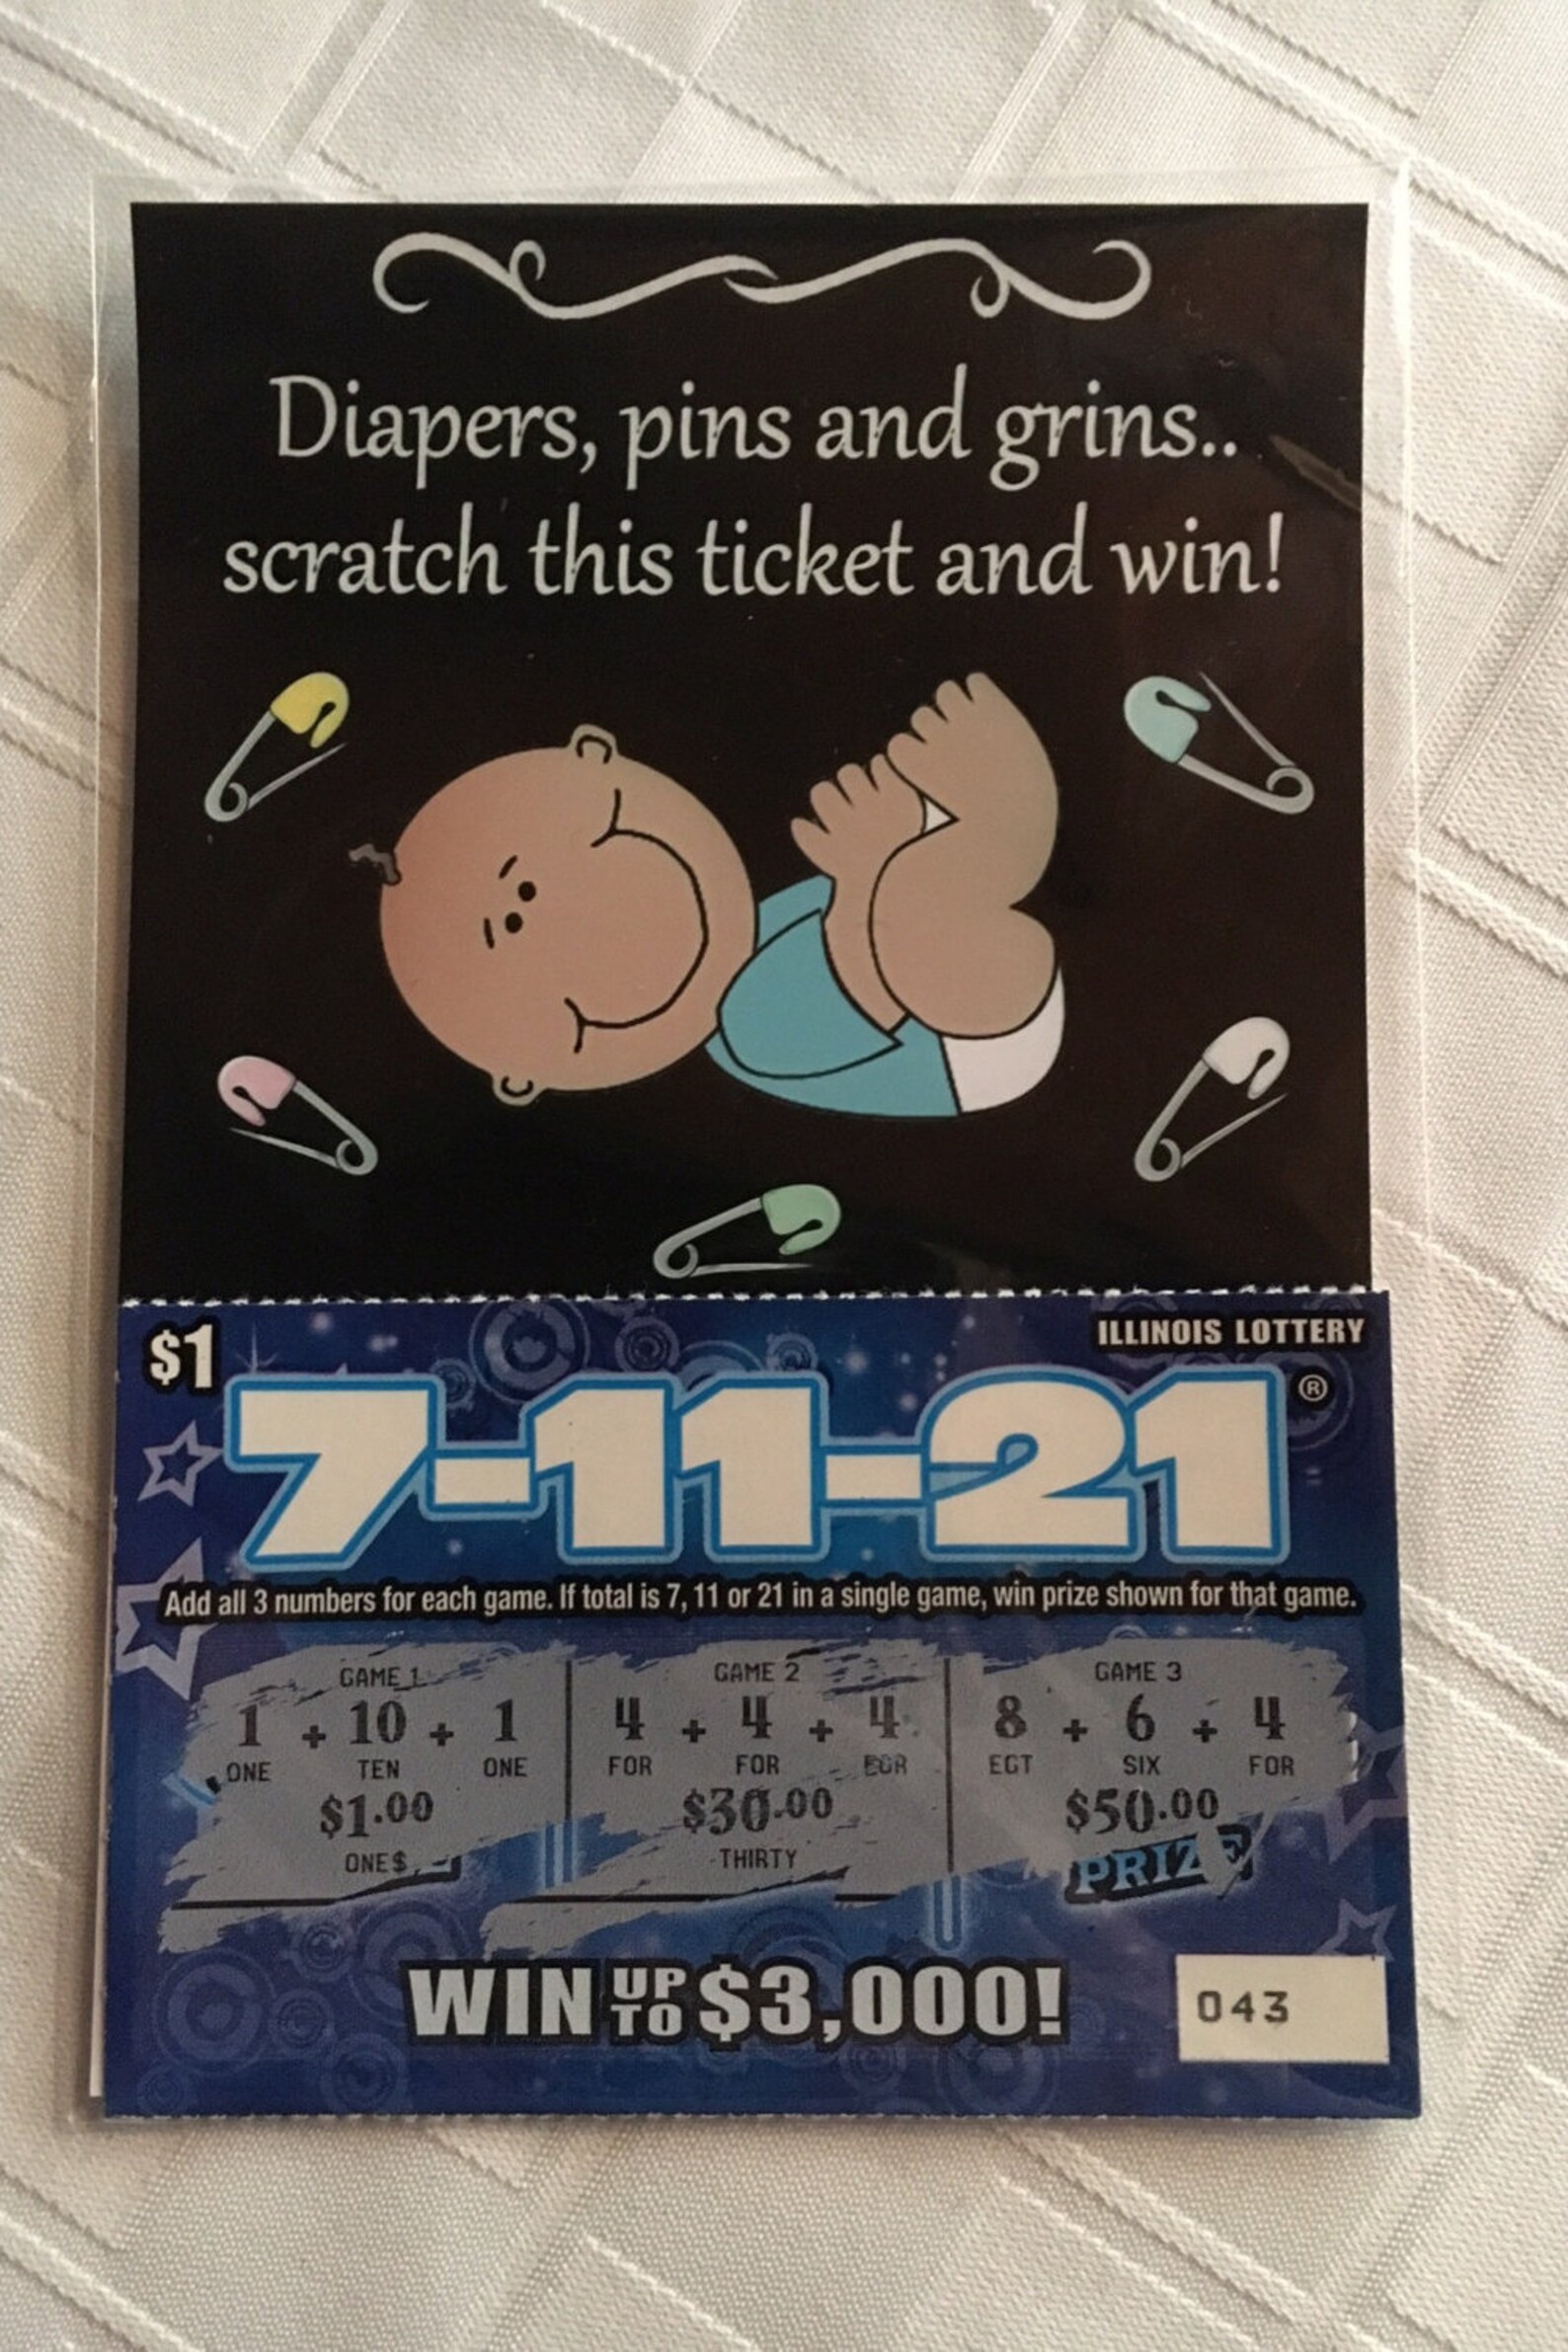 Diapers, pins and grins..
scratch this ticket and win!
$1
ILLINOIS LOTTERY
7-11-21®
Add all 3 numbers for each game. If total is 7, 11 or 21 in a single game, win prize shown for that game.
GAME 1
1 + 10 + 1
ONE TEN ONE
$1.00
ONE$
GAME 2
4 + 4 + 4
FOR FOR FOR
$30.00
THIRTY
GAME 3
8 + 6 + 4
EGT SIX FOR
$50.00
PRIZE
WIN UP TO $3,000!
043